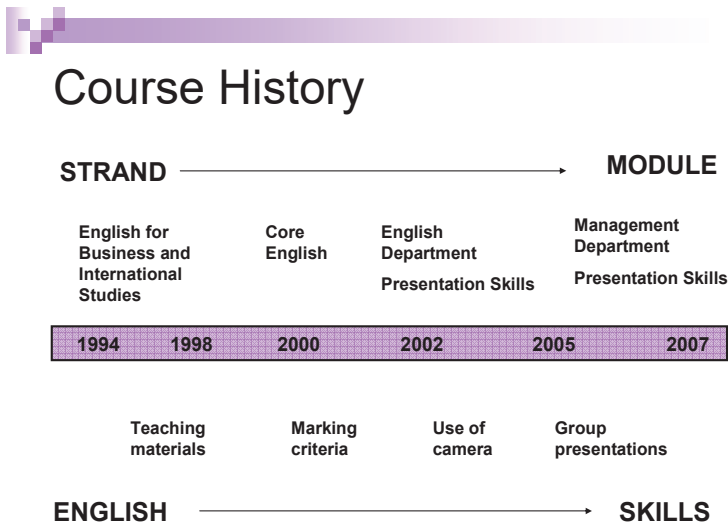 Course History
STRAND
MODULE
English for
Business and
International
Studies
Core
English
English
Department
Presentation Skills
Management
Department
Presentation Skills
1994 1998 2000 2002 2005 2007
Teaching
materials
Marking
criteria
Use of
camera
Group
presentations
ENGLISH
SKILLS